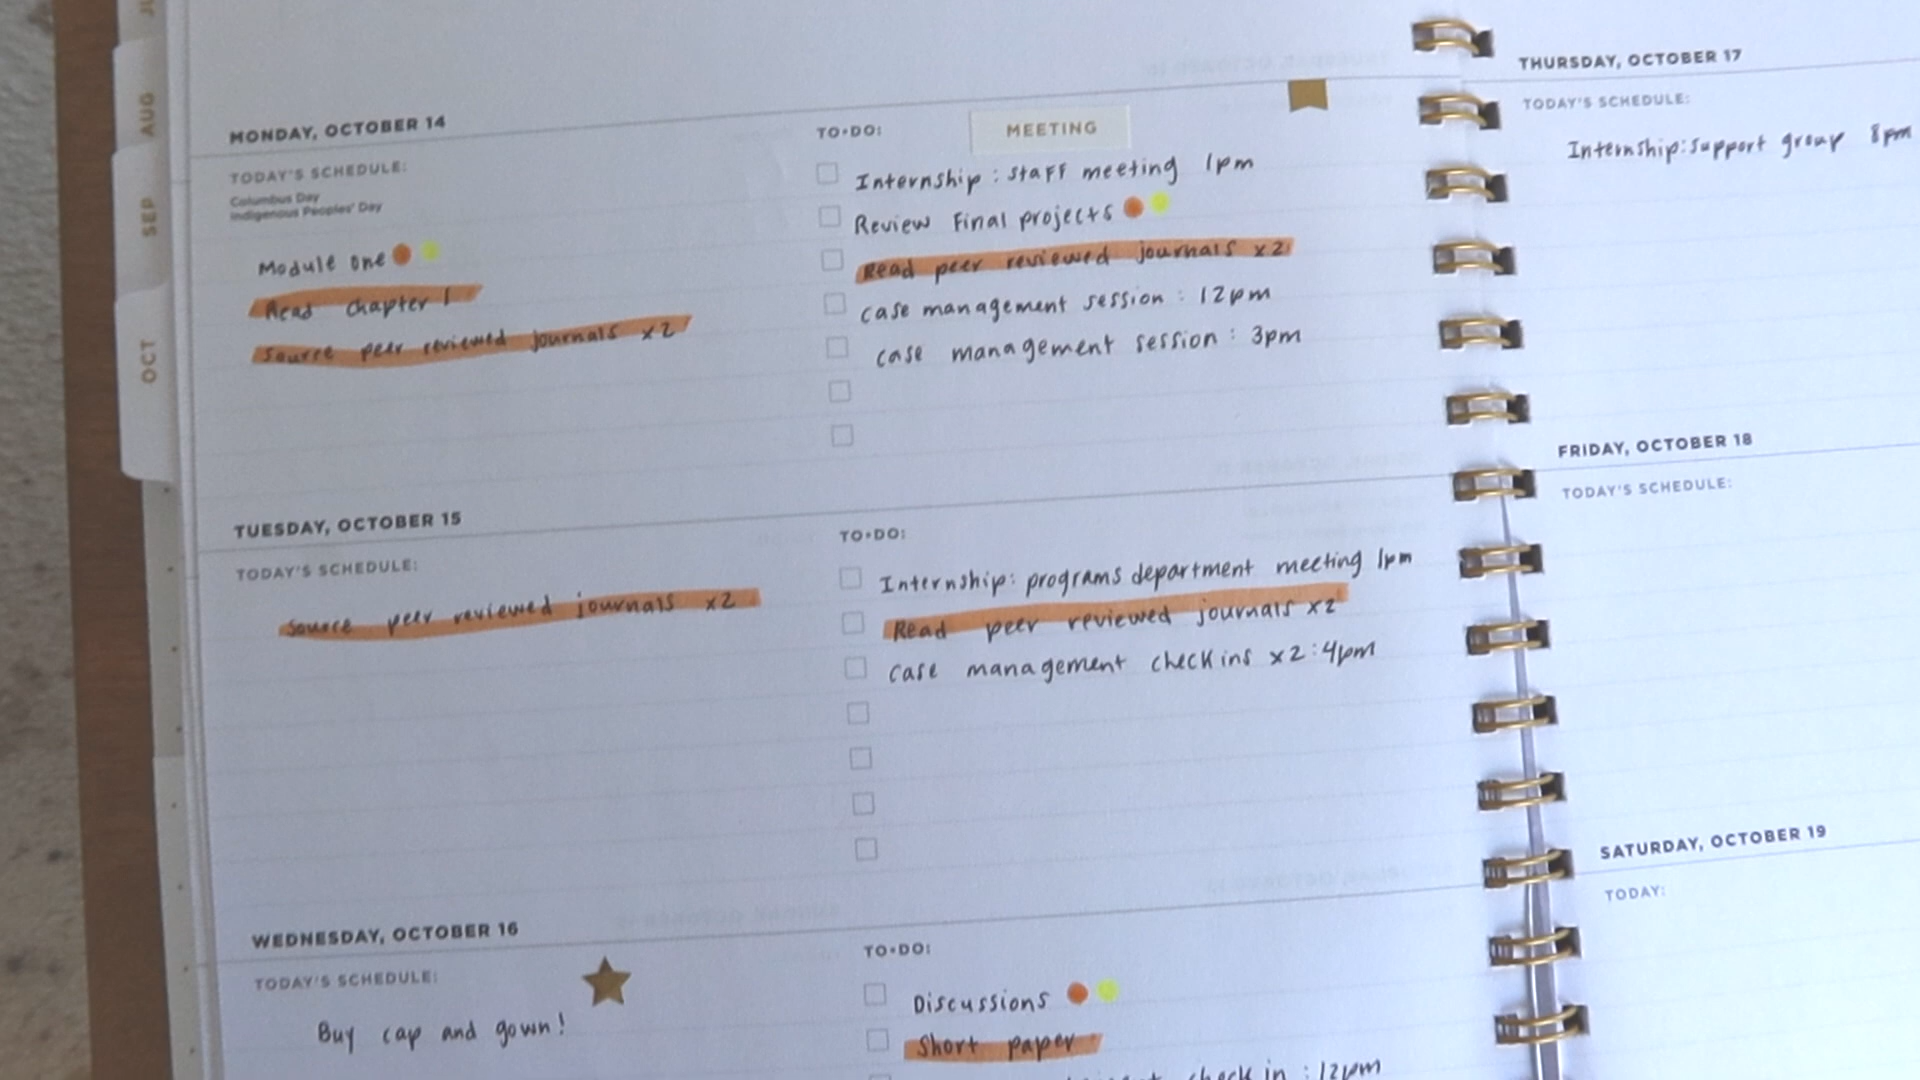 JU
AUG
SEP
OCT
MONDAY, OCTOBER 14
TODAY'S SCHEDULE:
Columbus Day
Indigenous Peoples' Day
Module one
Read chapter 1
Source peer reviewed journals x2
TO-DO:
MEETING
Internship: staff meeting 1pm
Review Final projects
Read peer reviewed journals x2
case management session: 12pm
case management session: 3pm
TUESDAY, OCTOBER 15
TODAY'S SCHEDULE:
Source peer reviewed journals x2
TO-DO:
Internship: programs department meeting 1pm
Read peer reviewed journals x2
case management check ins x2: 4pm
WEDNESDAY, OCTOBER 16
TODAY'S SCHEDULE:
Buy cap and gown!
TO-DO:
Discussions
Short paper
check in: 12pm
THURSDAY, OCTOBER 17
TODAY'S SCHEDULE:
Internship: support group 8pm
FRIDAY, OCTOBER 18
TODAY'S SCHEDULE:
SATURDAY, OCTOBER 19
TODAY: